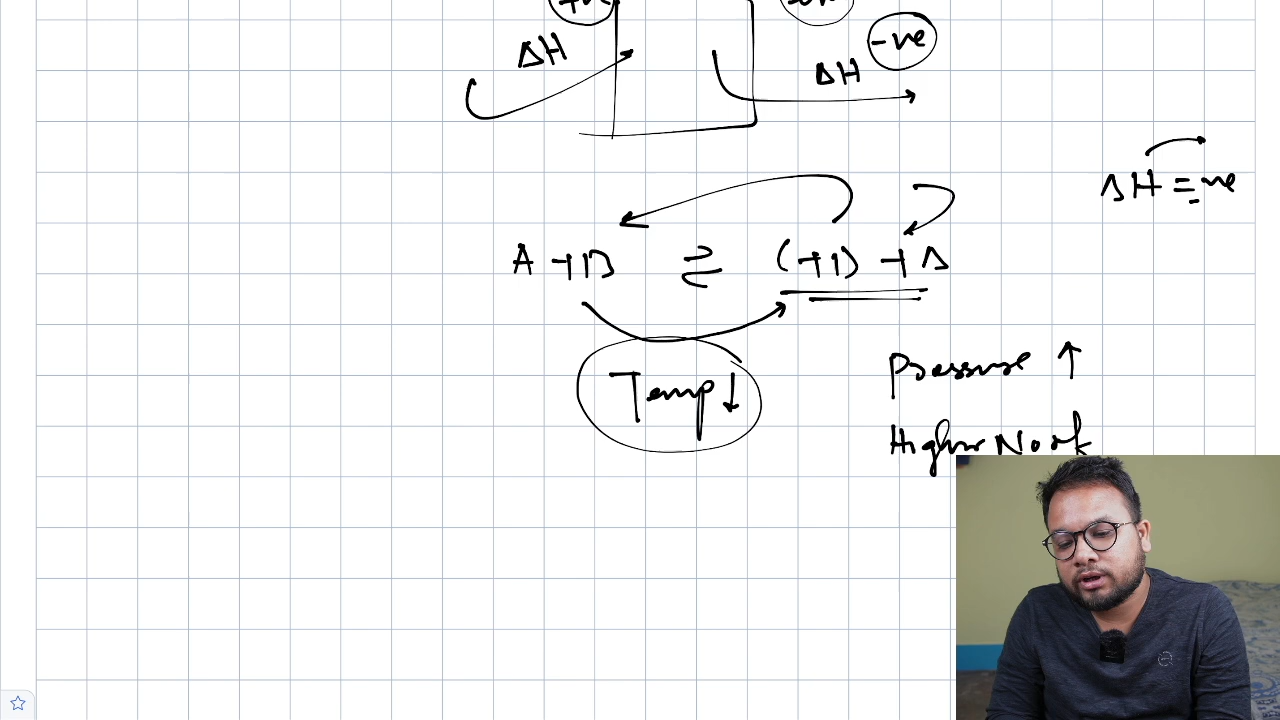 ΔH
-ve
ΔH
ΔH = -ve
A + B ⇌ C + D + Δ
Temp ↓
Pressure ↑
Higher No of